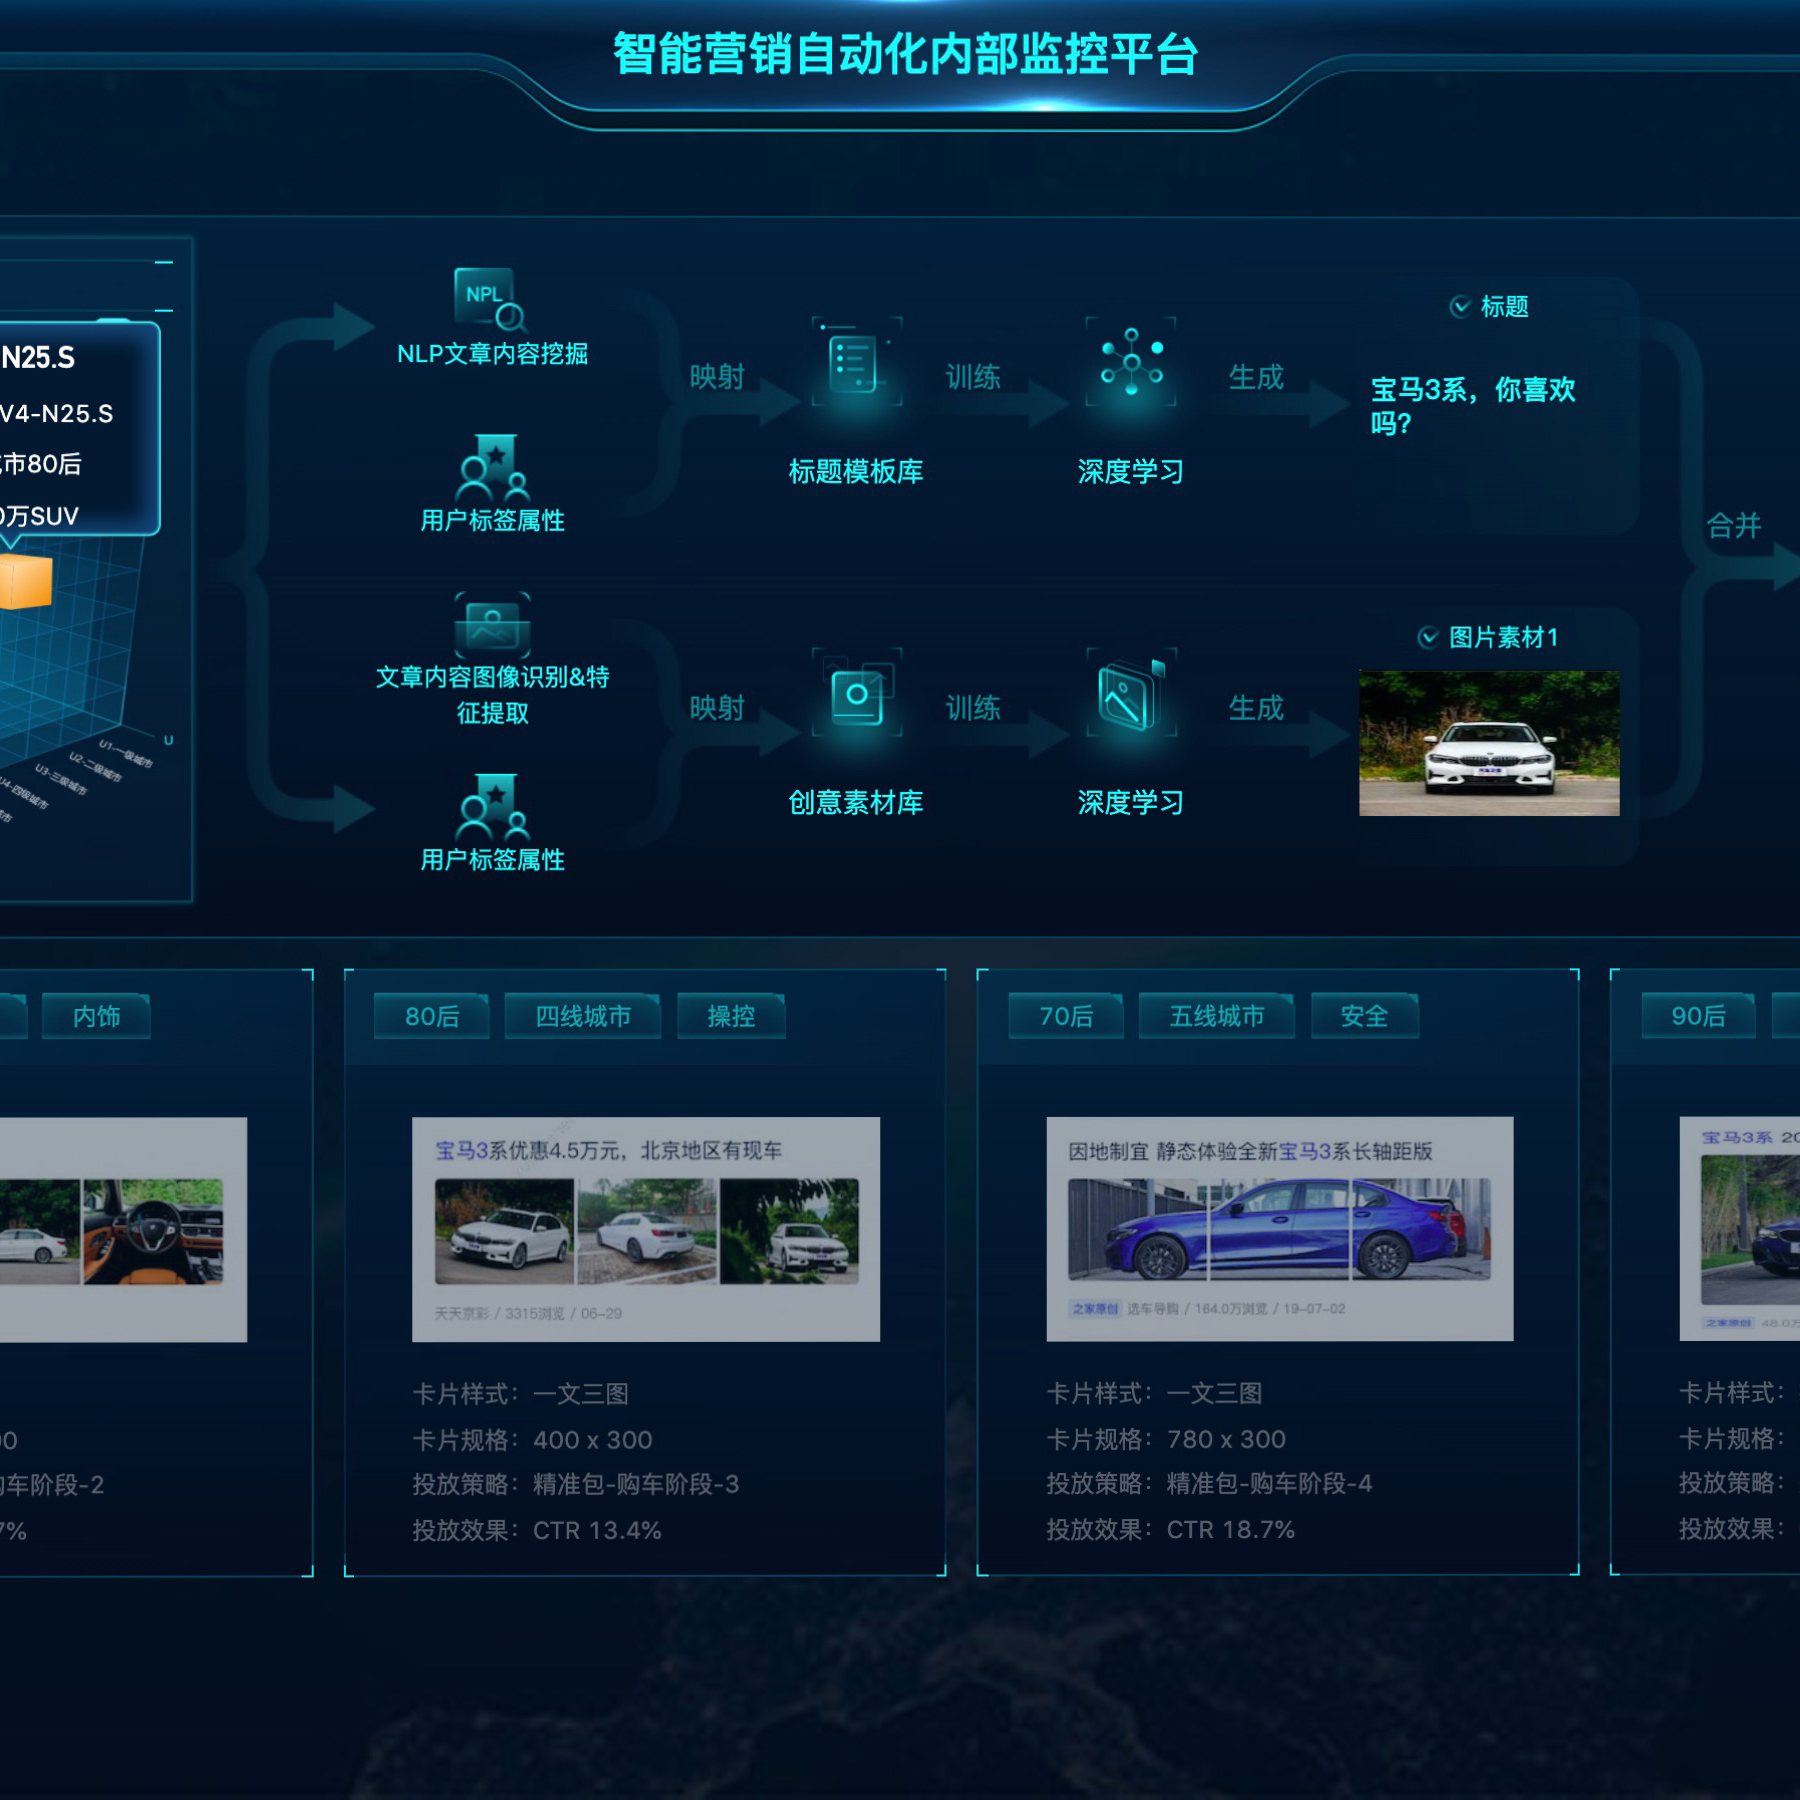 智能营销自动化内部监控平台
N25.S
V4-N25.S
市80后
0万SUV
U
U1-一级城市
U2-二级城市
U3-三级城市
U4-四级城市
NPL
NLP文章内容挖掘
用户标签属性
映射
标题模板库
训练
深度学习
生成
标题
宝马3系，你喜欢
吗?
合并
文章内容图像识别&特
征提取
用户标签属性
映射
创意素材库
训练
深度学习
生成
图片素材1
内饰
购车阶段-2
7%
80后
四线城市
操控
宝马3系优惠4.5万元，北京地区有现车
天天京彩 / 3315浏览 / 06-29
卡片样式：一文三图
卡片规格：400 x 300
投放策略：精准包-购车阶段-3
投放效果：CTR 13.4%
70后
五线城市
安全
因地制宜 静态体验全新宝马3系长轴距版
之家原创 选车导购 / 164.0万浏览 / 19-07-02
卡片样式：一文三图
卡片规格：780 x 300
投放策略：精准包-购车阶段-4
投放效果：CTR 18.7%
90后
宝马3系 20
之家原创 48.0万
卡片样式：
卡片规格：
投放策略：
投放效果：